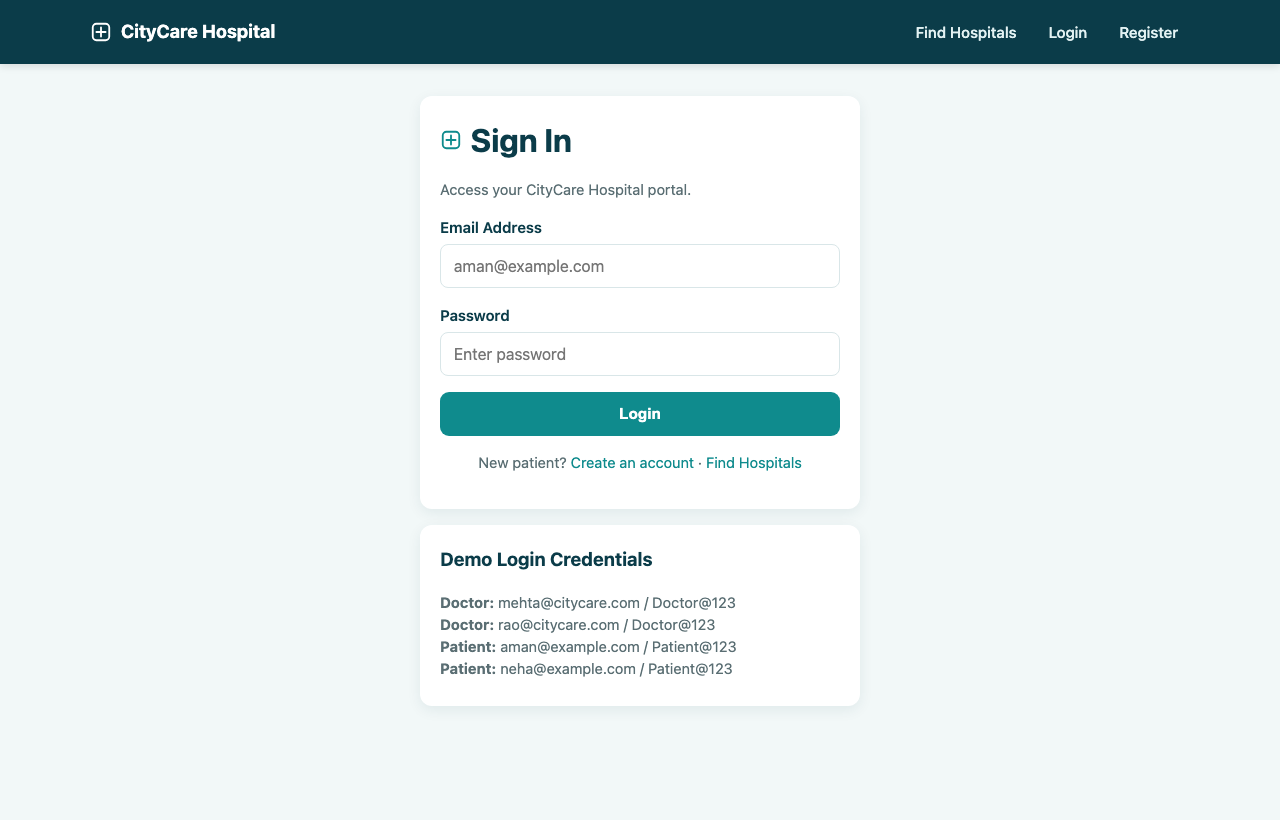 CityCare Hospital
Find Hospitals Login Register
Sign In
Access your CityCare Hospital portal.
Email Address
aman@example.com
Password
Enter password
Login
New patient? Create an account · Find Hospitals
Demo Login Credentials
Doctor: mehta@citycare.com / Doctor@123
Doctor: rao@citycare.com / Doctor@123
Patient: aman@example.com / Patient@123
Patient: neha@example.com / Patient@123